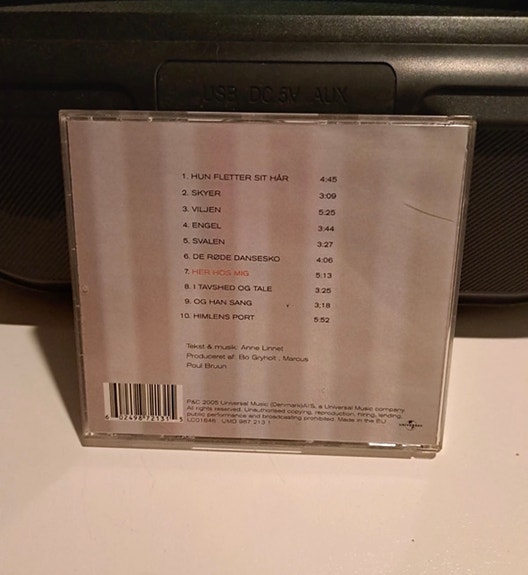 USB DC 5V AUX
1. HUN FLETTER SIT HÅR 4:45
2. SKYER 3:09
3. VILJEN 5:25
4. ENGEL 3:44
5. SVALEN 3:27
6. DE RØDE DANSESKO 4:06
7. HER HOS MIG 5:13
8. I TAVSHED OG TALE 3:25
9. OG HAN SANG 3:18
10. HIMLENS PORT 5:52
Tekst & musik: Anne Linnet
Produceret af: Bo Gryholt , Marcus
Poul Bruun
P&C 2005 Universal Music (Denmark)A/S, a Universal Music company.
All rights reserved. Unauthorised copying, reproduction, hiring, lending,
public performance and broadcasting prohibited. Made in the EU
LC01846 UMD 987 213 1
6 02498 72131 5
UNIVERSAL